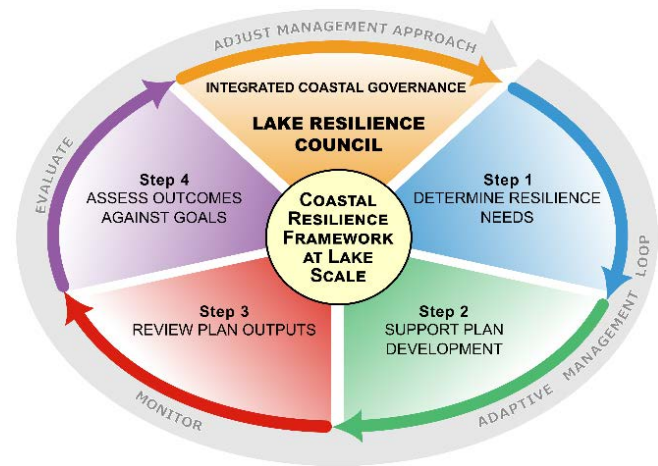 ADJUST MANAGEMENT APPROACH
INTEGRATED COASTAL GOVERNANCE
LAKE RESILIENCE
COUNCIL
Step 1
DETERMINE RESILIENCE
NEEDS
Step 2
SUPPORT PLAN
DEVELOPMENT
Step 3
REVIEW PLAN OUTPUTS
Step 4
ASSESS OUTCOMES
AGAINST GOALS
COASTAL
RESILIENCE
FRAMEWORK
AT LAKE
SCALE
ADAPTIVE MANAGEMENT LOOP
MONITOR
EVALUATE